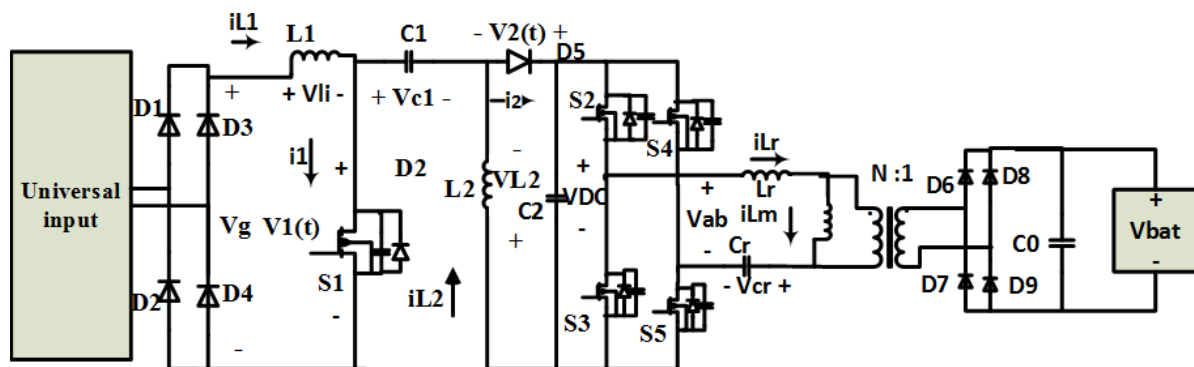 Universal
input
D1
D2
D3
D4
iL1
L1
+ Vli -
+
Vg
-
i1
+
V1(t)
S1
-
C1
+ Vc1 -
D2
iL2
L2
-
VL2
+
- V2(t) +
D5
i2
C2
+
VDC
-
S2
S3
S4
S5
+
Vab
-
iLr
Lr
iLm
Cr
- Vcr +
N :1
D6
D7
D8
D9
C0
+
Vbat
-